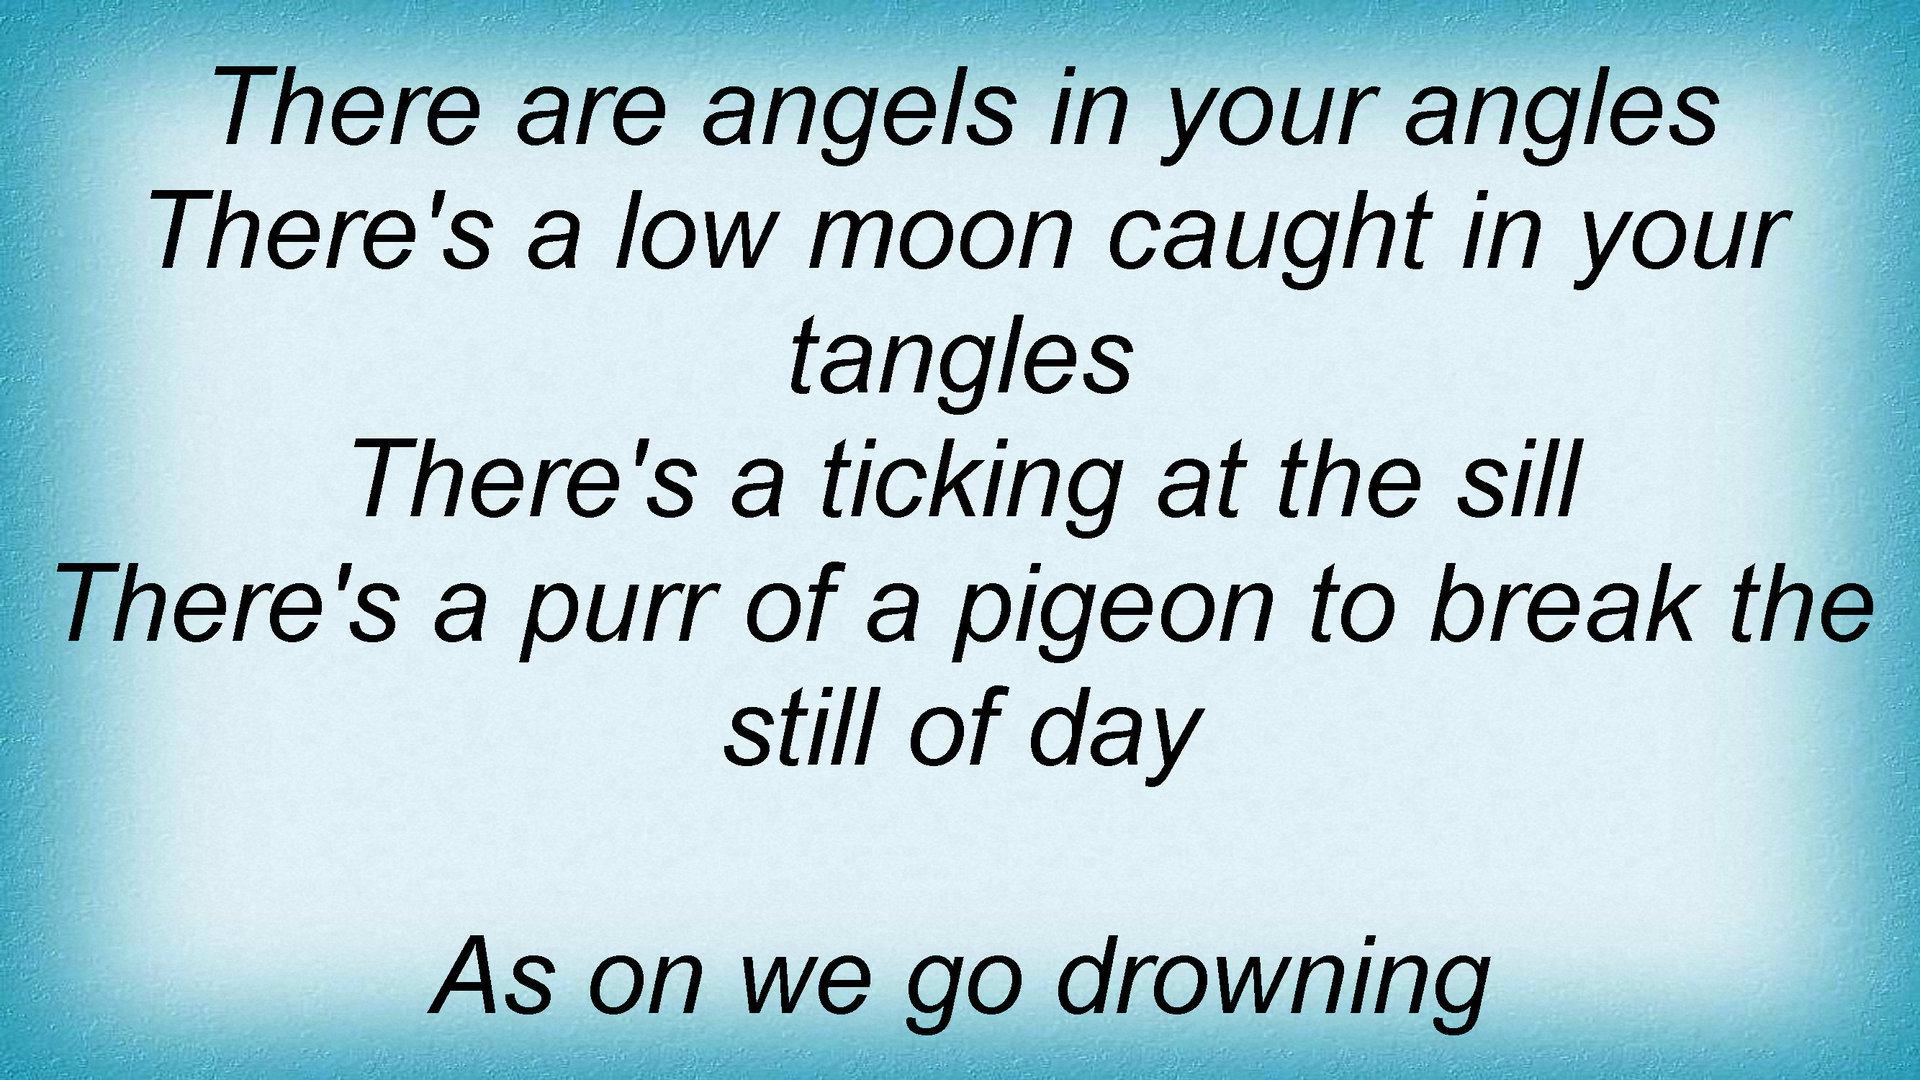 There are angels in your angles
There's a low moon caught in your
tangles
There's a ticking at the sill
There's a purr of a pigeon to break the
still of day

As on we go drowning